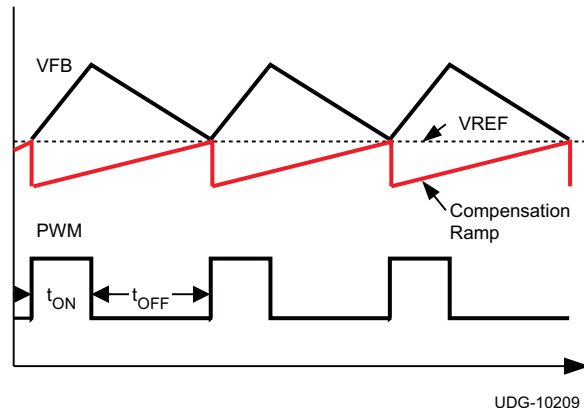 VFB
VREF
Compensation
Ramp
PWM
tON
tOFF
UDG-10209